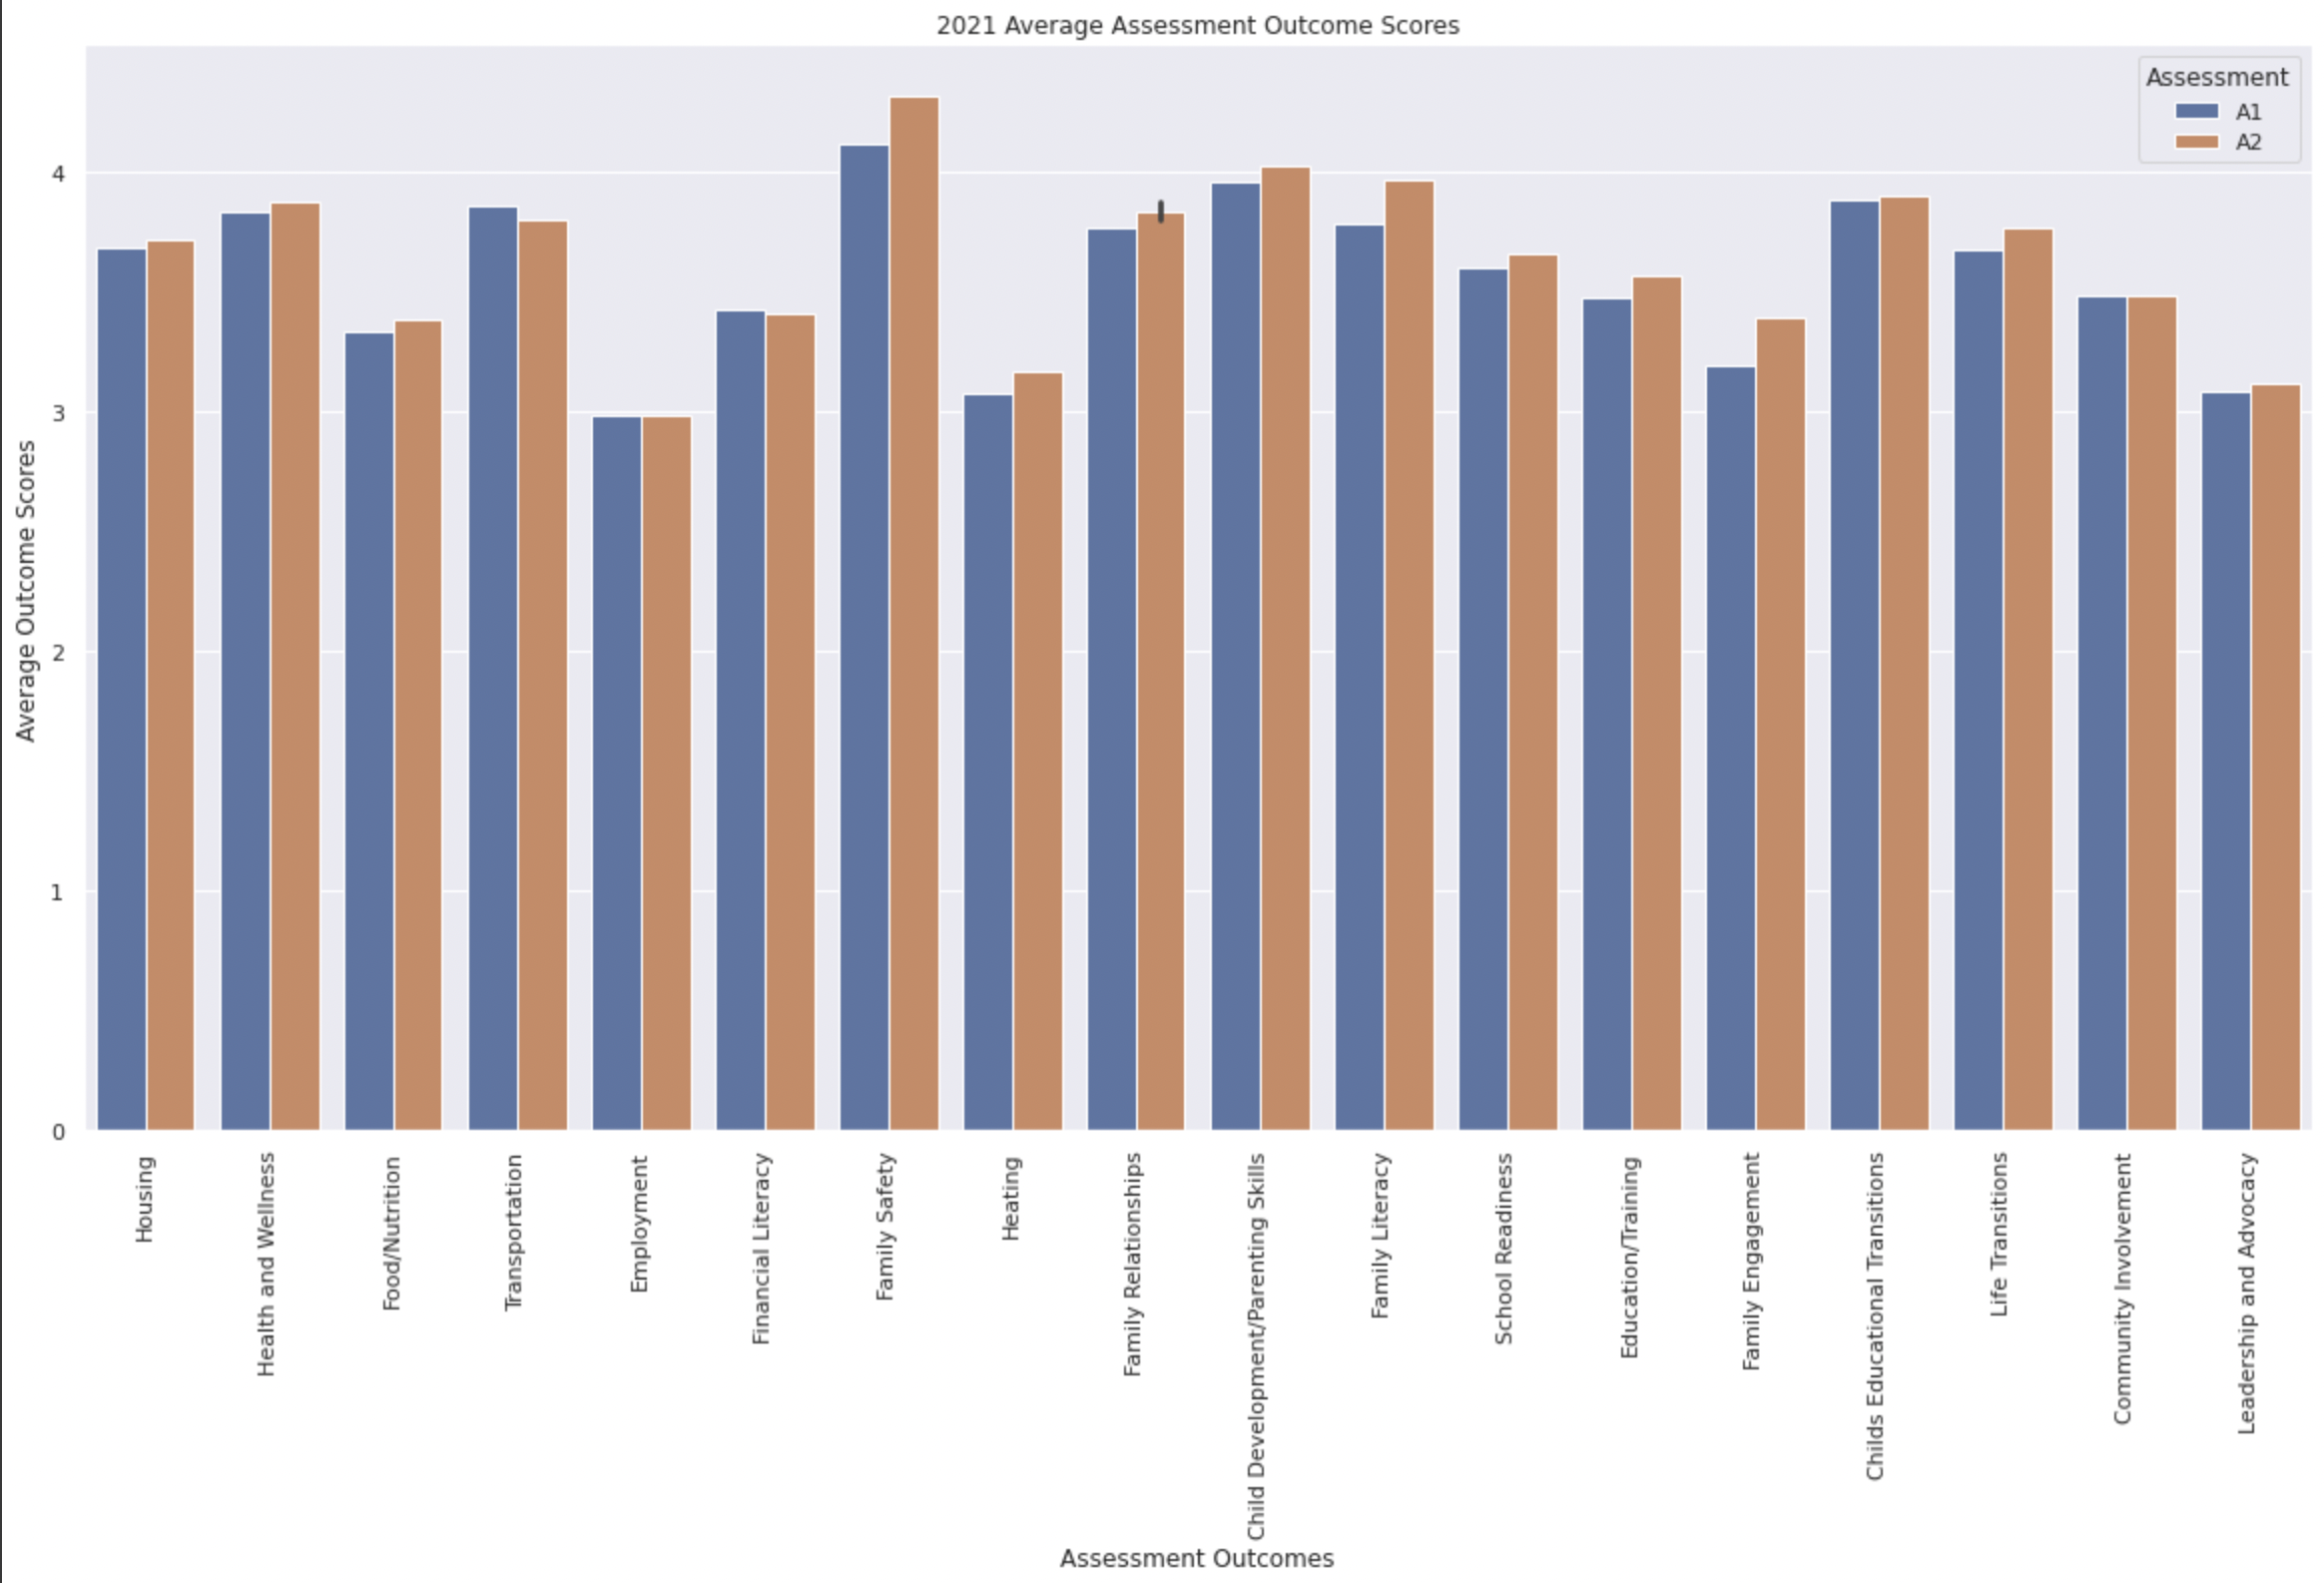 2021 Average Assessment Outcome Scores
Assessment
A1
A2
Average Outcome Scores
4
3
2
1
0
Housing
Health and Wellness
Food/Nutrition
Transportation
Employment
Financial Literacy
Family Safety
Heating
Family Relationships
Child Development/Parenting Skills
Family Literacy
School Readiness
Education/Training
Family Engagement
Childs Educational Transitions
Life Transitions
Community Involvement
Leadership and Advocacy
Assessment Outcomes